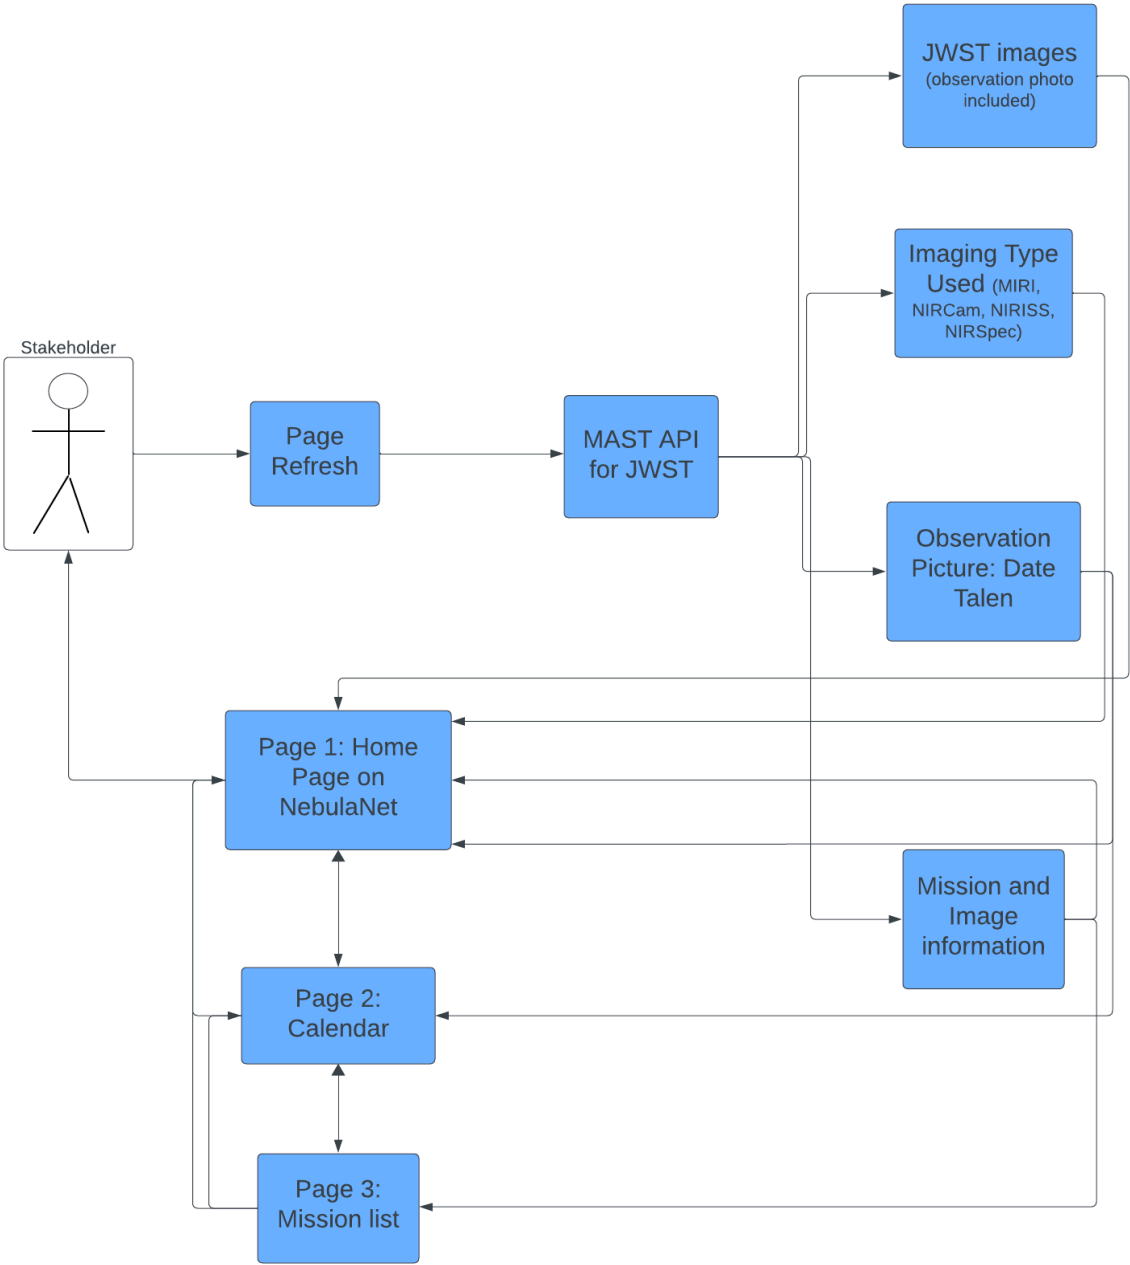 JWST images
(observation photo
included)
Imaging Type
Used (MIRI,
NIRCam, NIRISS,
NIRSpec)
Stakeholder
Page
Refresh
MAST API
for JWST
Observation
Picture: Date
Talen
Page 1: Home
Page on
NebulaNet
Mission and
Image
information
Page 2:
Calendar
Page 3:
Mission list